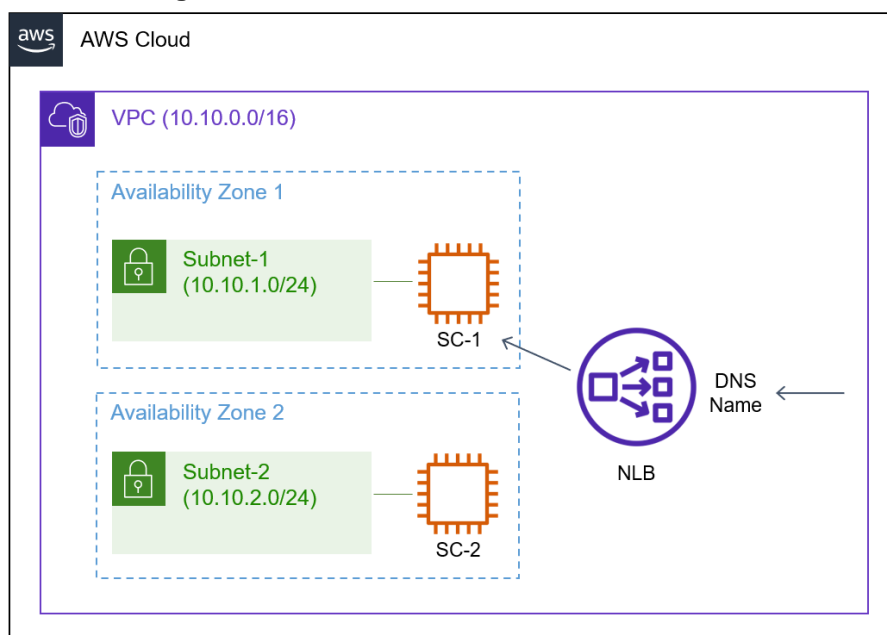 aws
AWS Cloud
VPC (10.10.0.0/16)
Availability Zone 1
Subnet-1
(10.10.1.0/24)
SC-1
DNS
Name
NLB
Availability Zone 2
Subnet-2
(10.10.2.0/24)
SC-2